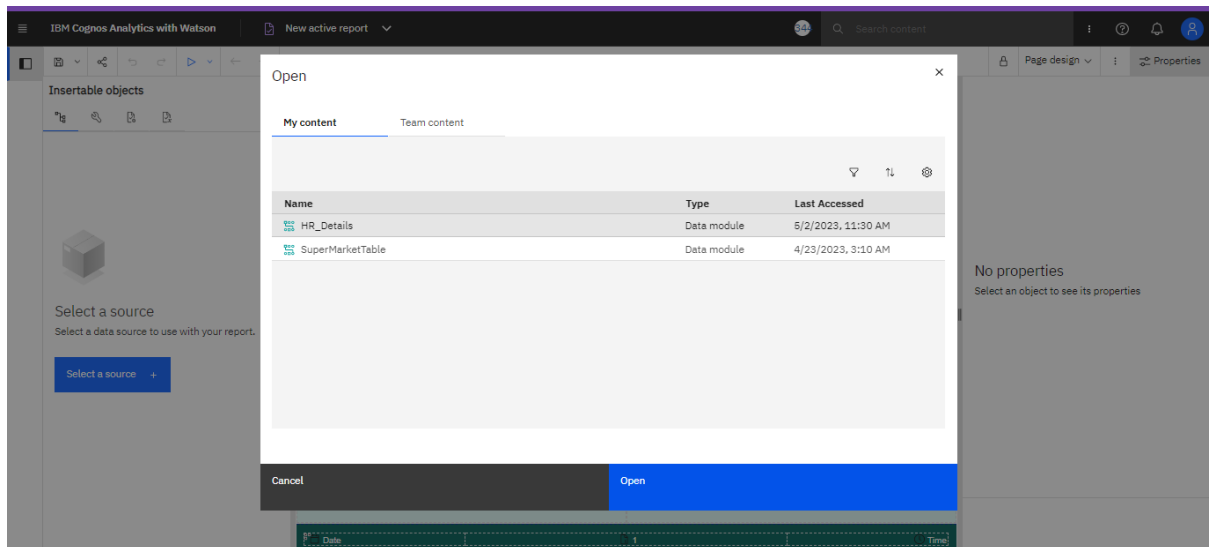 IBM Cognos Analytics with Watson
New active report
Search content
Page design
Properties
Insertable objects
Open
My content
Team content
Name Type Last Accessed
HR_Details Data module 5/2/2023, 11:30 AM
SuperMarketTable Data module 4/23/2023, 3:10 AM
Select a source
Select a data source to use with your report.
Select a source +
No properties
Select an object to see its properties
Cancel
Open
Date 1 Time